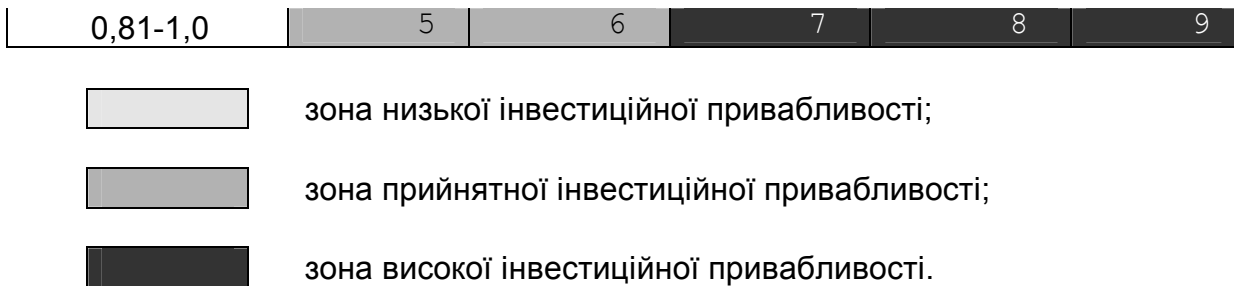 0,81-1,0 5 6 7 8 9
зона низької інвестиційної привабливості;
зона прийнятної інвестиційної привабливості;
зона високої інвестиційної привабливості.